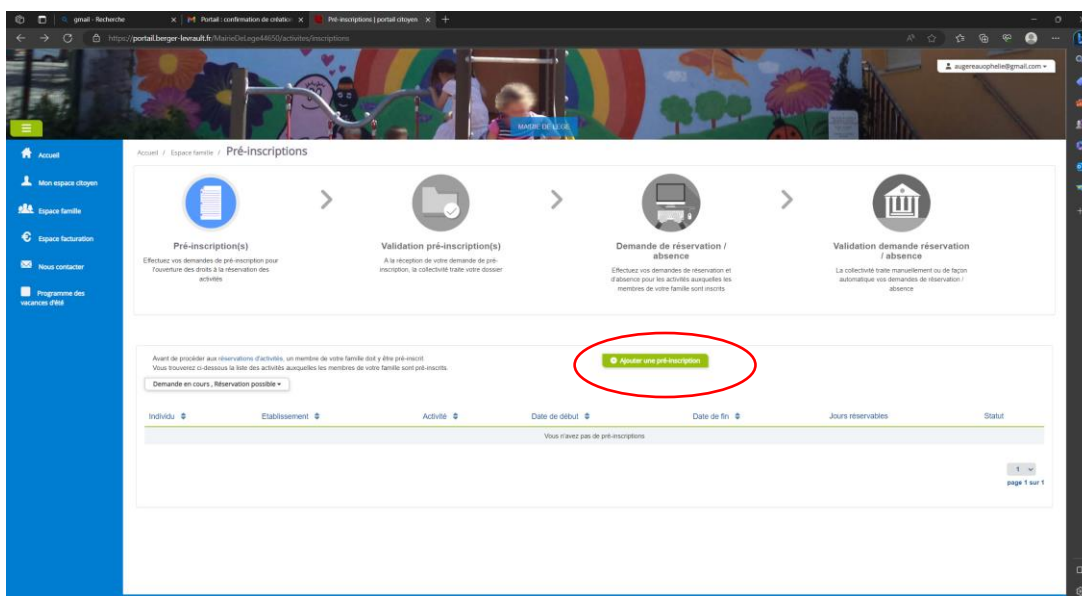 gmail - Recherche
Portail : confirmation de création
Pré-inscriptions | portail citoyen
https://portail.berger-levrault.fr/MairieDeLege44650/activites/inscriptions
augereauophelie@gmail.com
MAIRIE DE LEGE
Accueil
Mon espace citoyen
Espace famille
Espace facturation
Nous contacter
Programme des
vacances d'été
Accueil / Espace famille / Pré-inscriptions
Pré-inscription(s)
Effectuez vos demandes de pré-inscription pour
l'ouverture des droits à la réservation des
activités
Validation pré-inscription(s)
A la réception de votre demande de pré-
inscription, la collectivité traite votre dossier
Demande de réservation /
absence
Effectuez vos demandes de réservation et
d'absence pour les activités auxquelles les
membres de votre famille sont inscrits
Validation demande réservation
/ absence
La collectivité traite manuellement ou de façon
automatique vos demandes de réservation /
absence
Avant de procéder aux réservations d'activités, un membre de votre famille doit y être pré-inscrit
Vous trouverez ci-dessous la liste des activités auxquelles les membres de votre famille sont pré-inscrits.
Ajouter une pré-inscription
Demande en cours , Réservation possible
Individu Etablissement Activité Date de début Date de fin Jours réservables Statut
Vous n'avez pas de pré-inscriptions
1
page 1 sur 1